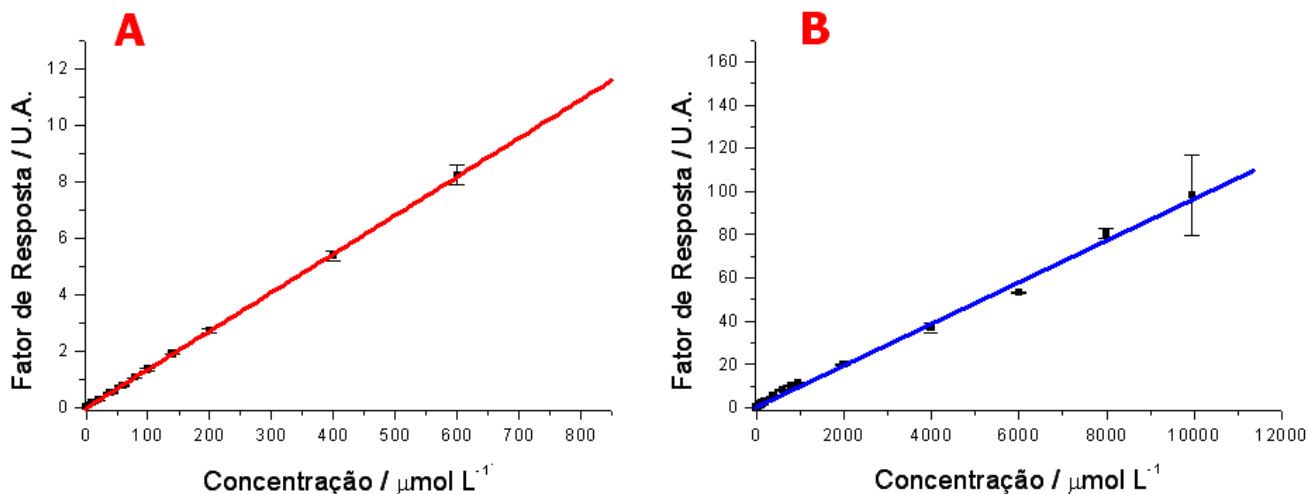 A
Fator de Resposta / U.A.
12
10
8
6
4
2
0
0 100 200 300 400 500 600 700 800
Concentração / μmol L⁻¹
B
Fator de Resposta / U.A.
160
140
120
100
80
60
40
20
0
0 2000 4000 6000 8000 10000 12000
Concentração / μmol L⁻¹